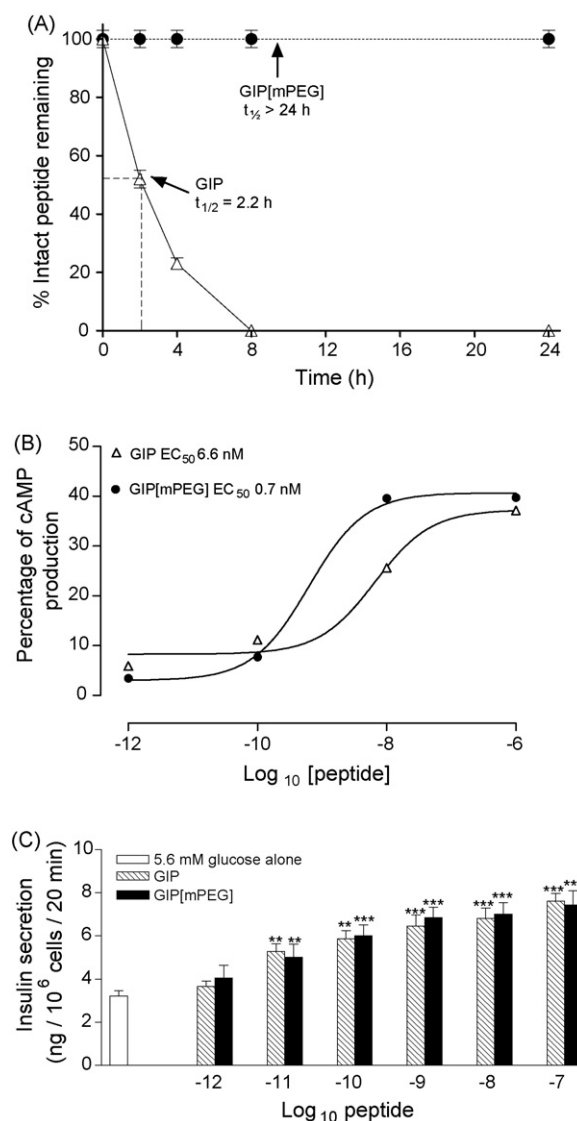 (A)
100
80
60
40
20
0
% Intact peptide remaining
GIP[mPEG]
t½ > 24 h
GIP
t1/2 = 2.2 h
0 4 8 12 16 20 24
Time (h)
(B)
50
40
30
20
10
0
Percentage of cAMP
production
GIP EC50 6.6 nM
GIP[mPEG] EC50 0.7 nM
-12 -10 -8 -6
Log 10 [peptide]
(C)
10
8
6
4
2
0
Insulin secretion
(ng / 10^6 cells / 20 min)
5.6 mM glucose alone
GIP
GIP[mPEG]
** ** ** *** *** *** *** *** *** **
-12 -11 -10 -9 -8 -7
Log10 peptide